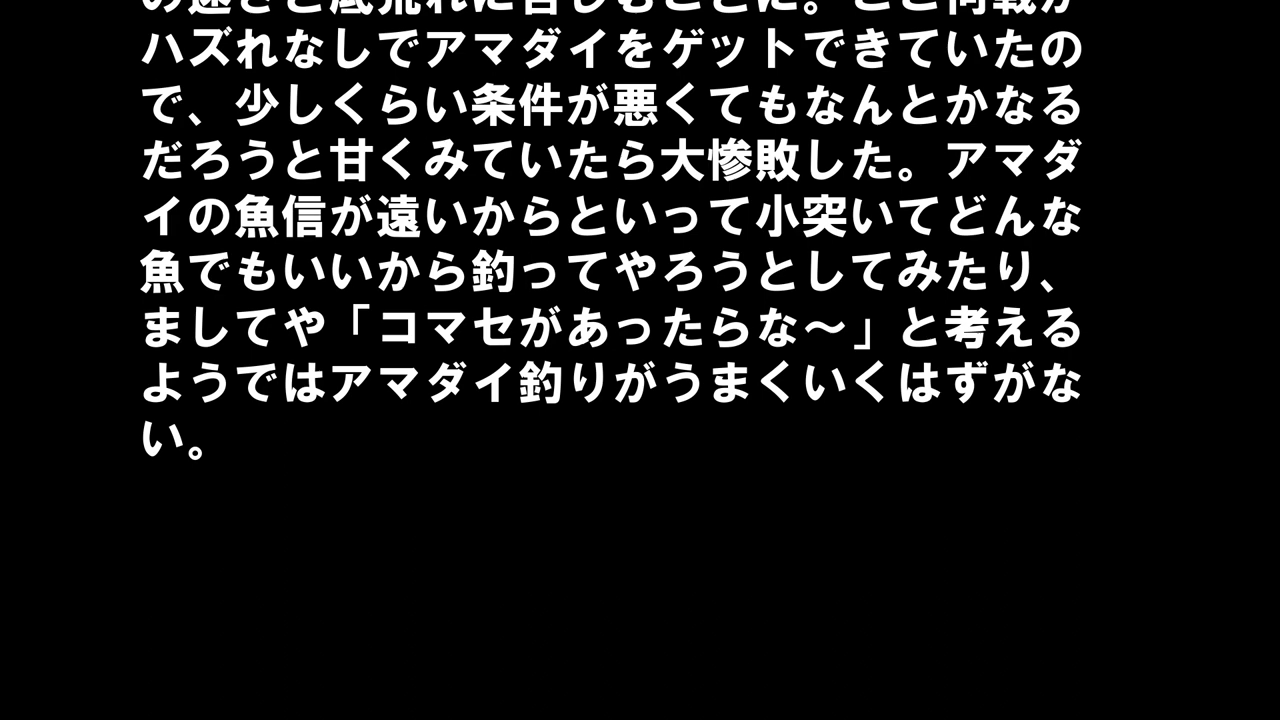 ハズれなしでアマダイをゲットできていたの
で、少しくらい条件が悪くてもなんとかなる
だろうと甘くみていたら大惨敗した。アマダ
イの魚信が遠いからといって小突いてどんな
魚でもいいから釣ってやろうとしてみたり、
ましてや「コマセがあったらな〜」と考える
ようではアマダイ釣りがうまくいくはずがな
い。